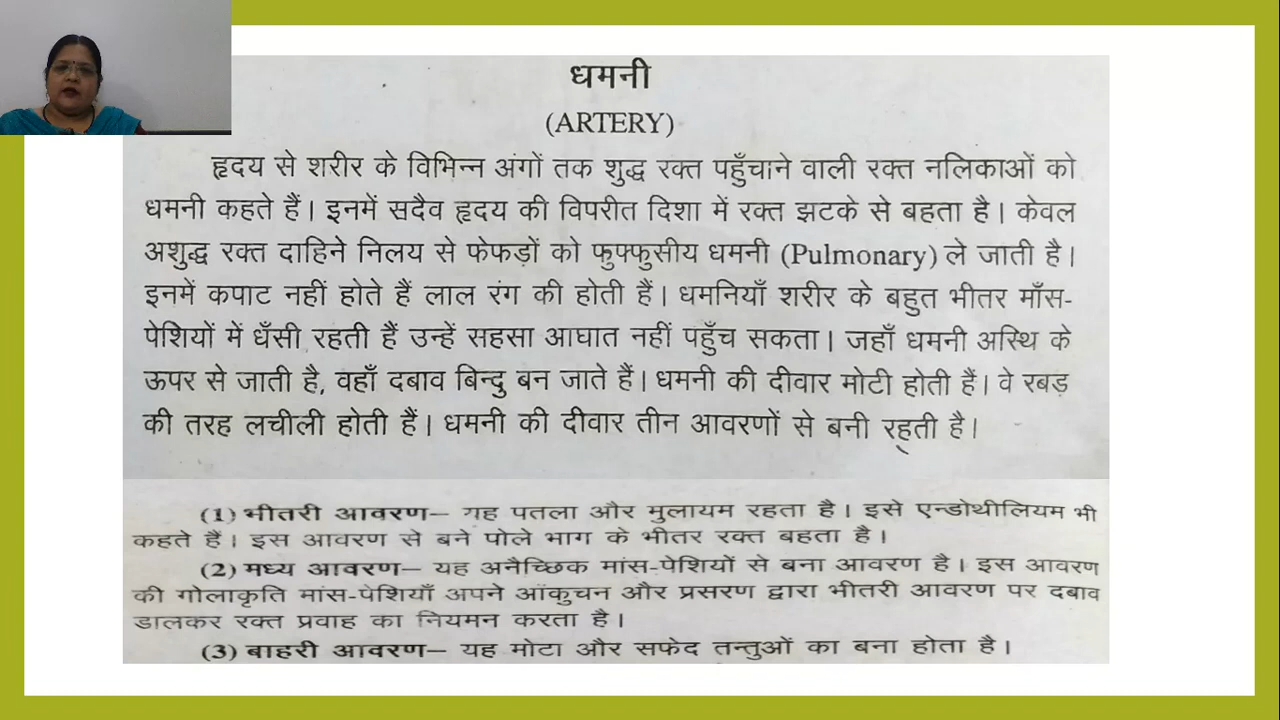 धमनी
(ARTERY)
हृदय से शरीर के विभिन्न अंगों तक शुद्ध रक्त पहुँचाने वाली रक्त नलिकाओं को
धमनी कहते हैं। इनमें सदैव हृदय की विपरीत दिशा में रक्त झटके से बहता है। केवल
अशुद्ध रक्त दाहिने निलय से फेफड़ों को फुफ्फुसीय धमनी (Pulmonary) ले जाती है।
इनमें कपाट नहीं होते हैं लाल रंग की होती हैं। धमनियाँ शरीर के बहुत भीतर माँस-
पेशियों में धँसी रहती हैं उन्हें सहसा आघात नहीं पहुँच सकता। जहाँ धमनी अस्थि के
ऊपर से जाती है, वहाँ दबाव बिन्दु बन जाते हैं। धमनी की दीवार मोटी होती हैं। वे रबड़
की तरह लचीली होती हैं। धमनी की दीवार तीन आवरणों से बनी रहती है।
(1) भीतरी आवरण– यह पतला और मुलायम रहता है। इसे एन्डोथीलियम भी
कहते हैं। इस आवरण से बने पोले भाग के भीतर रक्त बहता है।
(2) मध्य आवरण– यह अनैच्छिक मांस-पेशियों से बना आवरण है। इस आवरण
की गोलाकृति मांस-पेशियाँ अपने आंकुचन और प्रसरण द्वारा भीतरी आवरण पर दबाव
डालकर रक्त प्रवाह का नियमन करता है।
(3) बाहरी आवरण– यह मोटा और सफेद तन्तुओं का बना होता है।